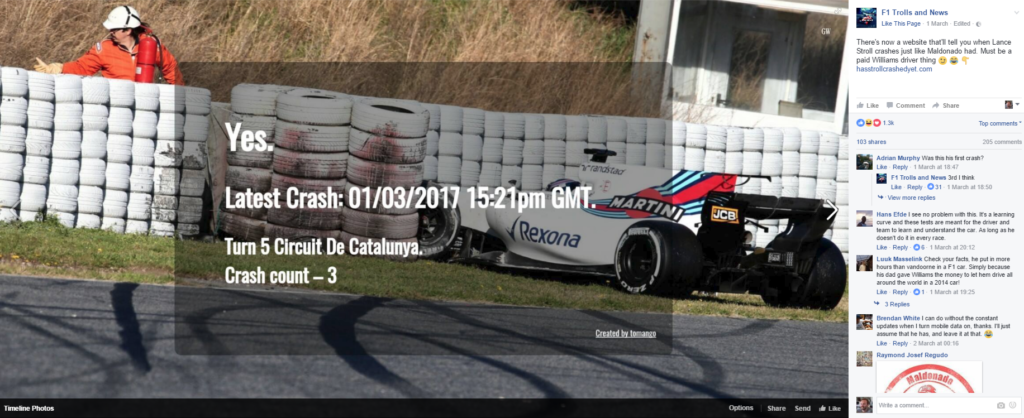 GW
Yes.
Latest Crash: 01/03/2017 15:21pm GMT.
Turn 5 Circuit De Catalunya.
Crash count – 3
Created by tomango
randstad
MARTINI
JCB
Rexona
Timeline Photos
Options
Share
Send
Like
F1 Trolls and News
Like This Page · 1 March · Edited ·
There's now a website that'll tell you when Lance
Stroll crashes just like Maldonado had. Must be a
paid Williams driver thing
hasstrollcrashedyet.com
Like Comment Share
1.3k
Top comments
103 shares
205 comments
Adrian Murphy Was this his first crash?
Like · Reply · 1 March at 18:47
F1 Trolls and News 3rd I think
Like · Reply · 31 · 1 March at 18:50
View more replies
Hans Efde I see no problem with this. It's a learning
curve and these tests are meant for the driver and
team to learn and understand the car. As long as he
doesn't do it in every race.
Like · Reply · 6 · 1 March at 20:12
Luuk Masselink Check your facts, he put in more
hours than vandoorne in a F1 car. Simply because
his dad gave Williams the money to let hem drive all
around the world in a 2014 car!
Like · Reply · 1 · 1 March at 19:25
3 Replies
Brendan White I can do without the constant
updates when I turn mobile data on, thanks. I'll just
assume that he has, and leave it at that.
Like · Reply · 2 March at 00:16
Raymond Josef Regudo
Maldonado
Write a comment...